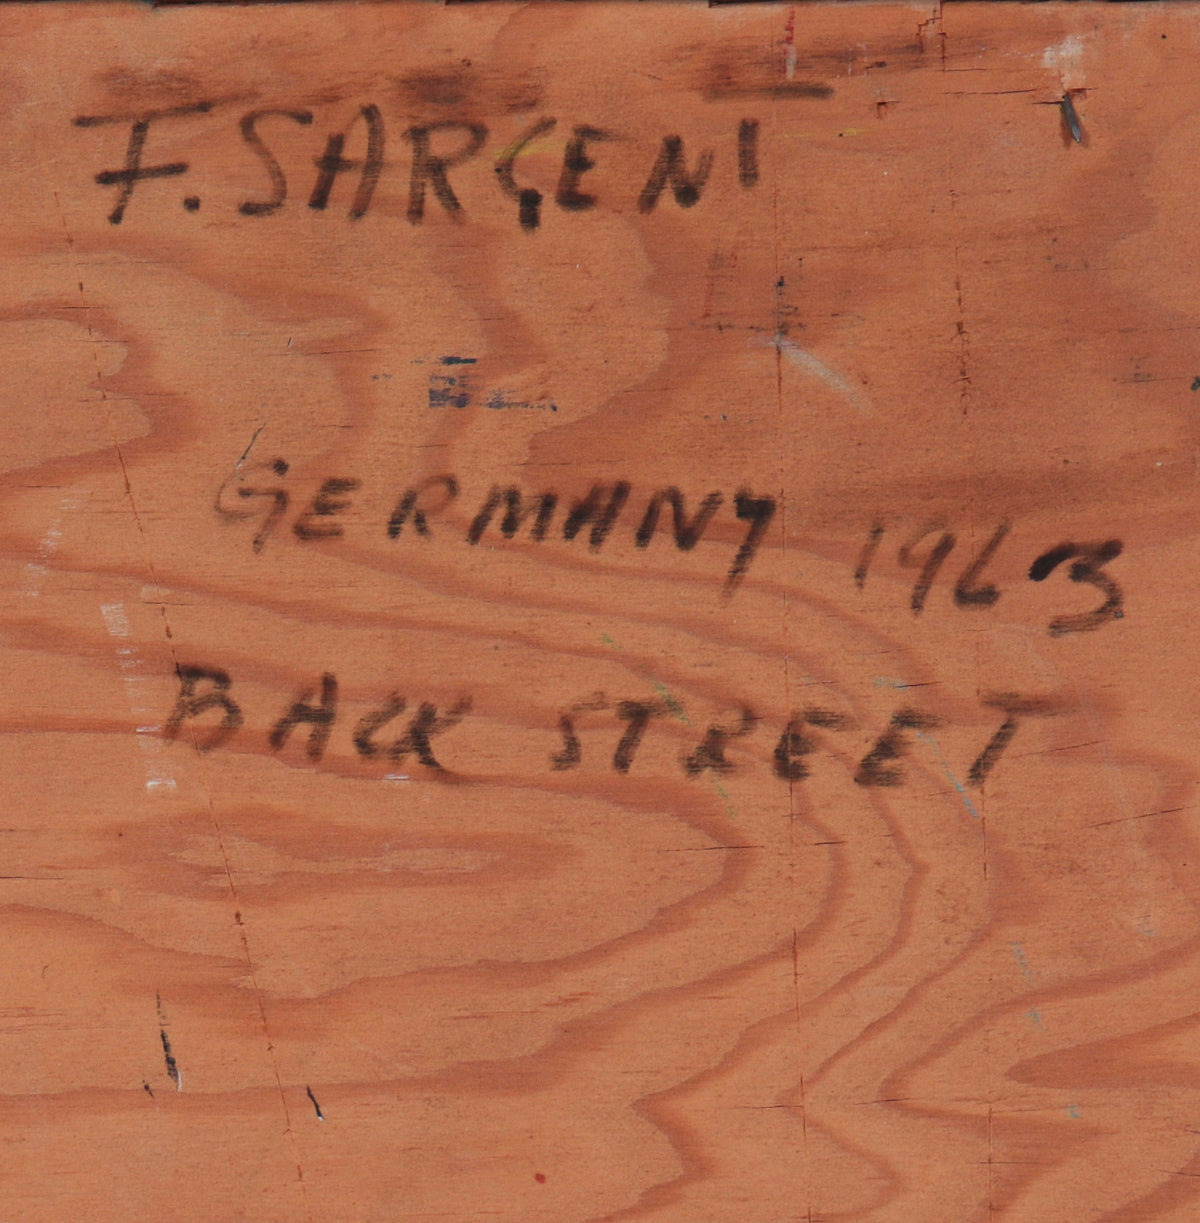 F. SARGENT
GERMANY 1963
BACK STREET